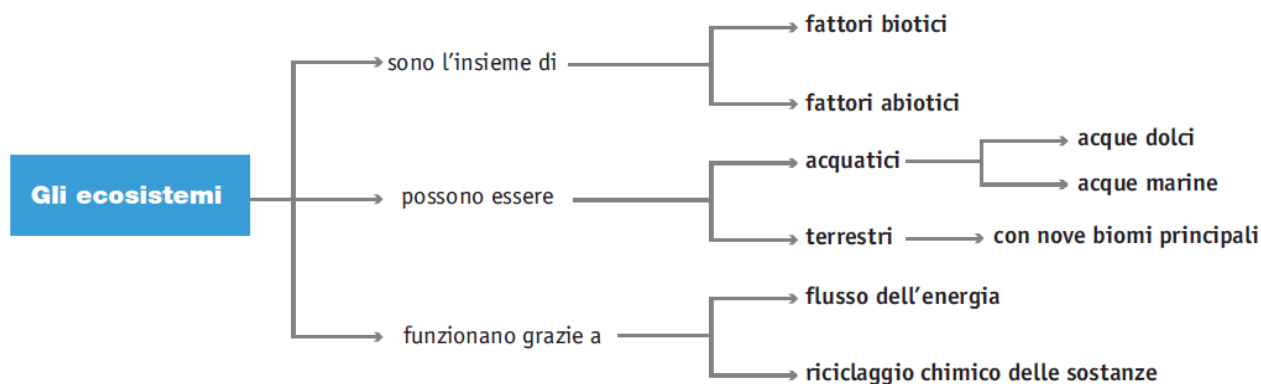 Gli ecosistemi
sono l'insieme di
fattori biotici
fattori abiotici
possono essere
acquatici
acque dolci
acque marine
terrestri
con nove biomi principali
funzionano grazie a
flusso dell'energia
riciclaggio chimico delle sostanze